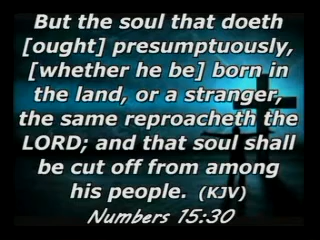 But the soul that doeth
[ought] presumptuously,
[whether he be] born in
the land, or a stranger,
the same reproacheth the
LORD; and that soul shall
be cut off from among
his people. (KJV)
Numbers 15:30